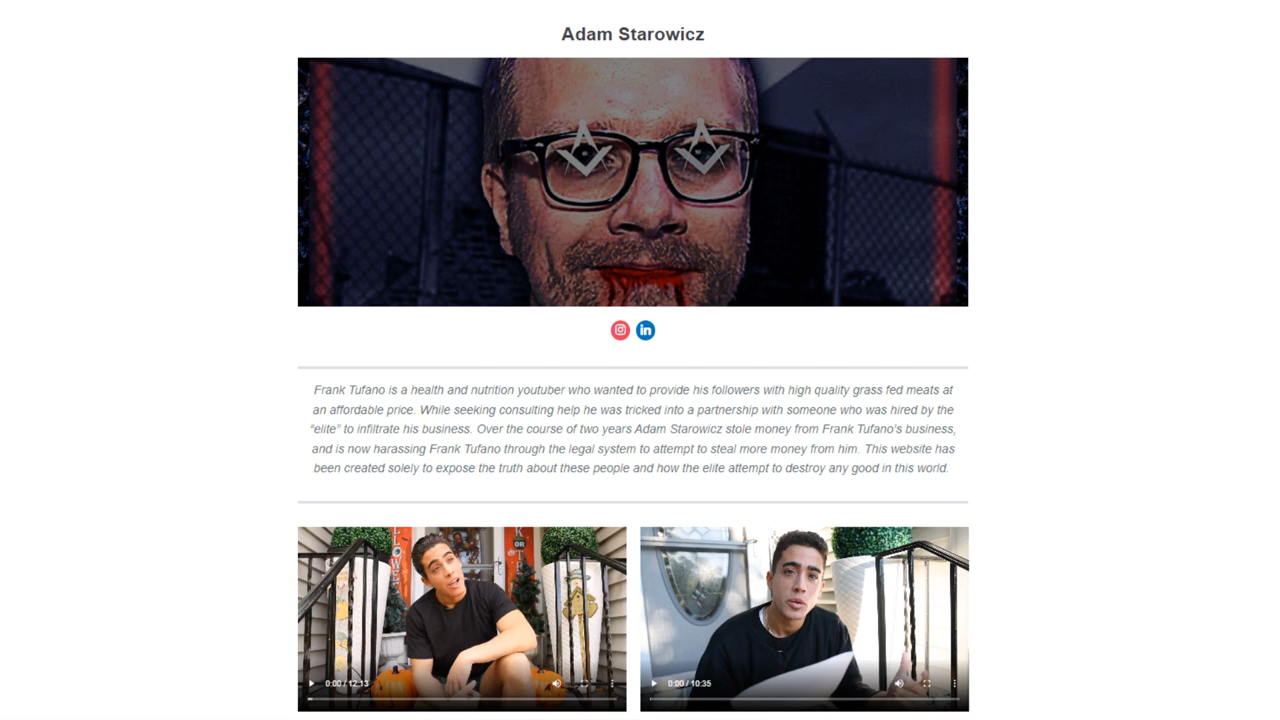 Adam Starowicz
Frank Tufano is a health and nutrition youtuber who wanted to provide his followers with high quality grass fed meats at
an affordable price. While seeking consulting help he was tricked into a partnership with someone who was hired by the
“elite” to infiltrate his business. Over the course of two years Adam Starowicz stole money from Frank Tufano’s business,
and is now harassing Frank Tufano through the legal system to attempt to steal more money from him. This website has
been created solely to expose the truth about these people and how the elite attempt to destroy any good in this world.
OR
0:00 / 12:13
0:00 / 10:35